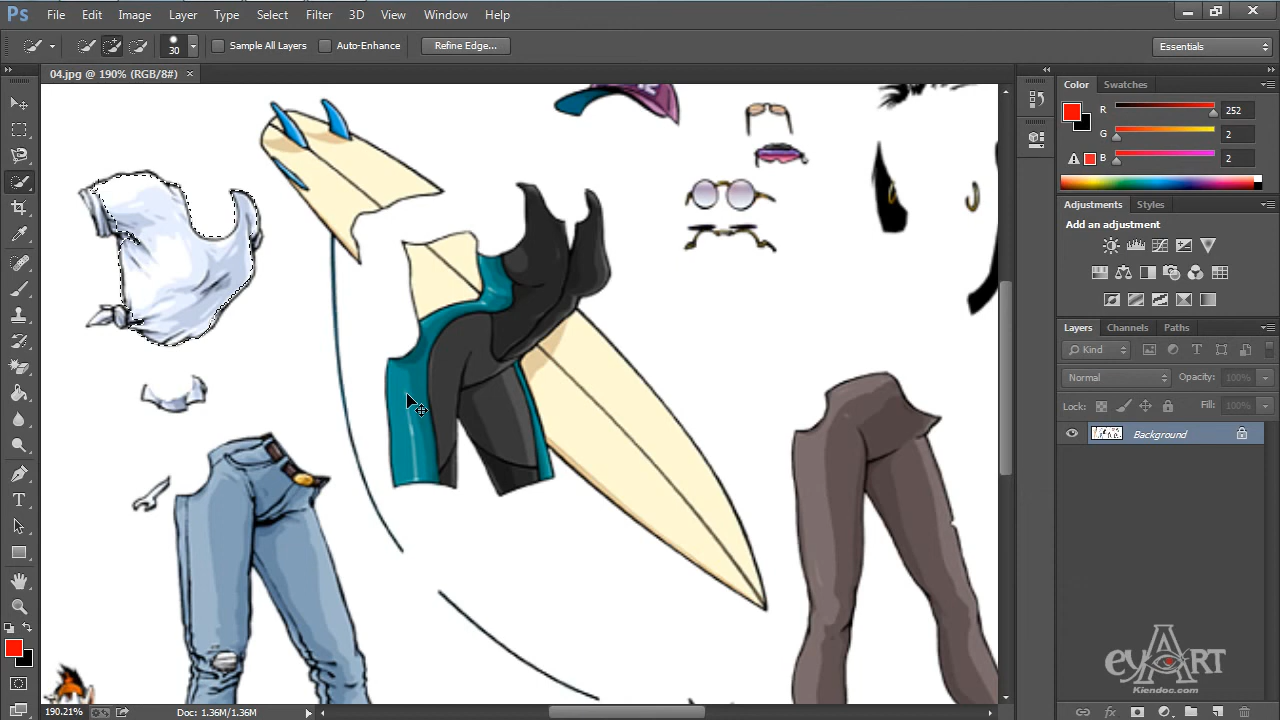 Ps File Edit Image Layer Type Select Filter 3D View Window Help
30 Sample All Layers Auto-Enhance Refine Edge... Essentials
04.jpg @ 190% (RGB/8#) ×
Color Swatches
R 252
G 2
B 2
Adjustments Styles
Add an adjustment
Layers Channels Paths
Kind
Normal Opacity: 100%
Lock: Fill: 100%
Background
eyART
Kiendoc.com
190.21% Doc: 1.36M/1.36M